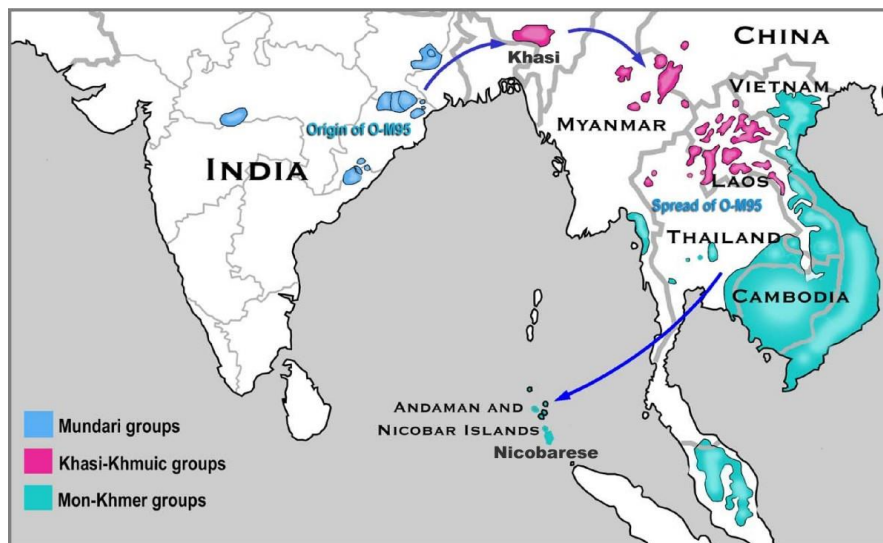 CHINA
Khasi
VIETNAM
MYANMAR
Origin of O-M95
INDIA
LAOS
Spread of O-M95
THAILAND
CAMBODIA
ANDAMAN AND
NICOBAR ISLANDS
Nicobarese
Mundari groups
Khasi-Khmuic groups
Mon-Khmer groups